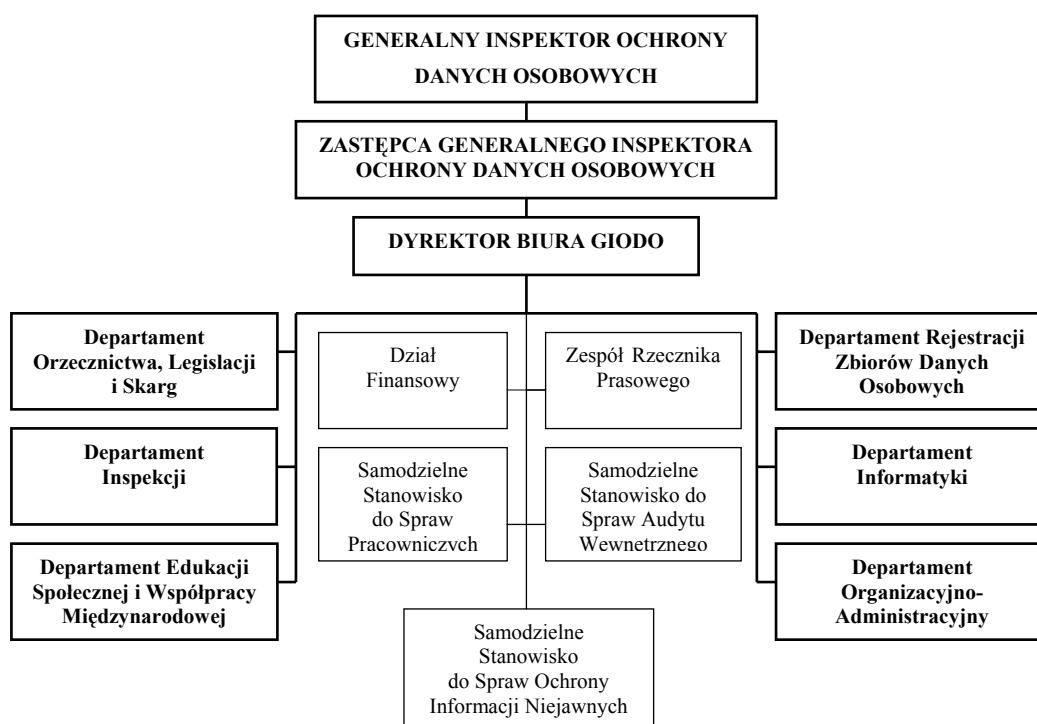 GENERALNY INSPEKTOR OCHRONY
DANYCH OSOBOWYCH
ZASTĘPCA GENERALNEGO INSPEKTORA
OCHRONY DANYCH OSOBOWYCH
DYREKTOR BIURA GIODO
Departament
Orzecznictwa, Legislacji
i Skarg
Dział
Finansowy
Zespół Rzecznika
Prasowego
Departament Rejestracji
Zbiorów Danych
Osobowych
Departament
Inspekcji
Samodzielne
Stanowisko
do Spraw
Pracowniczych
Samodzielne
Stanowisko do
Spraw Audytu
Wewnętrznego
Departament
Informatyki
Departament Edukacji
Społecznej i Współpracy
Międzynarodowej
Departament
Organizacyjno-
Administracyjny
Samodzielne
Stanowisko
do Spraw Ochrony
Informacji Niejawnych